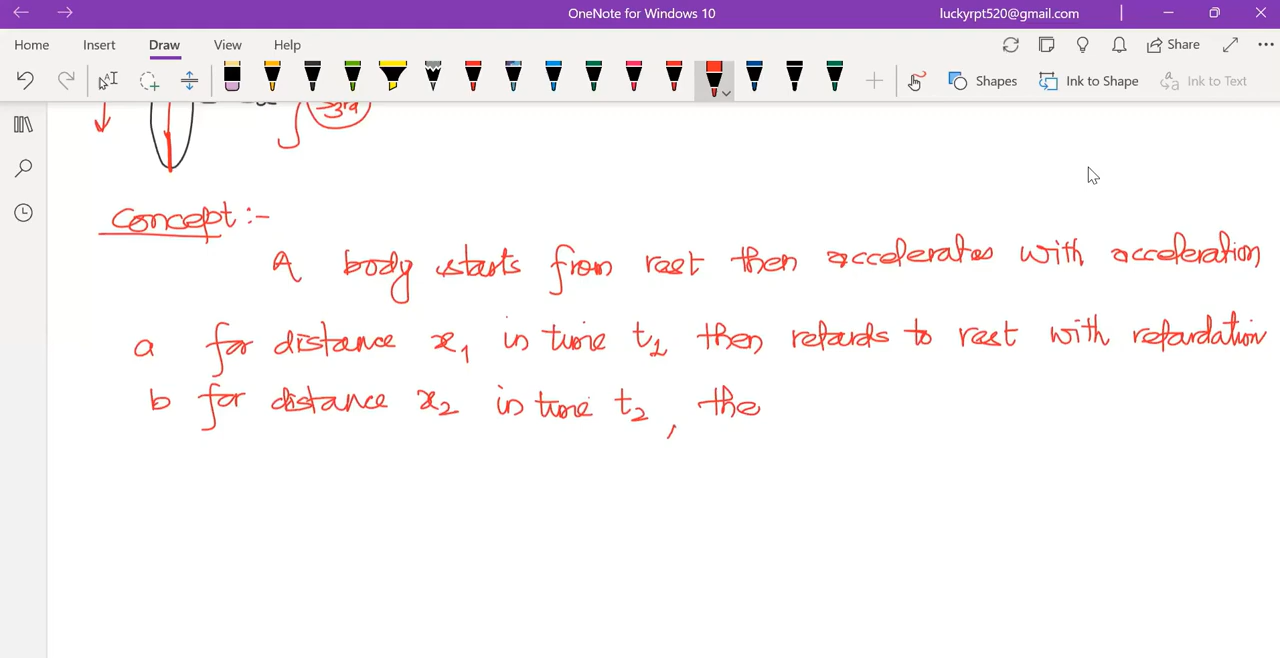 OneNote for Windows 10
luckyrpt520@gmail.com
Home Insert Draw View Help
Share
Shapes Ink to Shape Ink to Text
3rd
Concept :-
A body starts from rest then accelerates with acceleration
a for distance x₁ in time t₁ then retards to rest with retardation
b for distance x₂ in time t₂, the